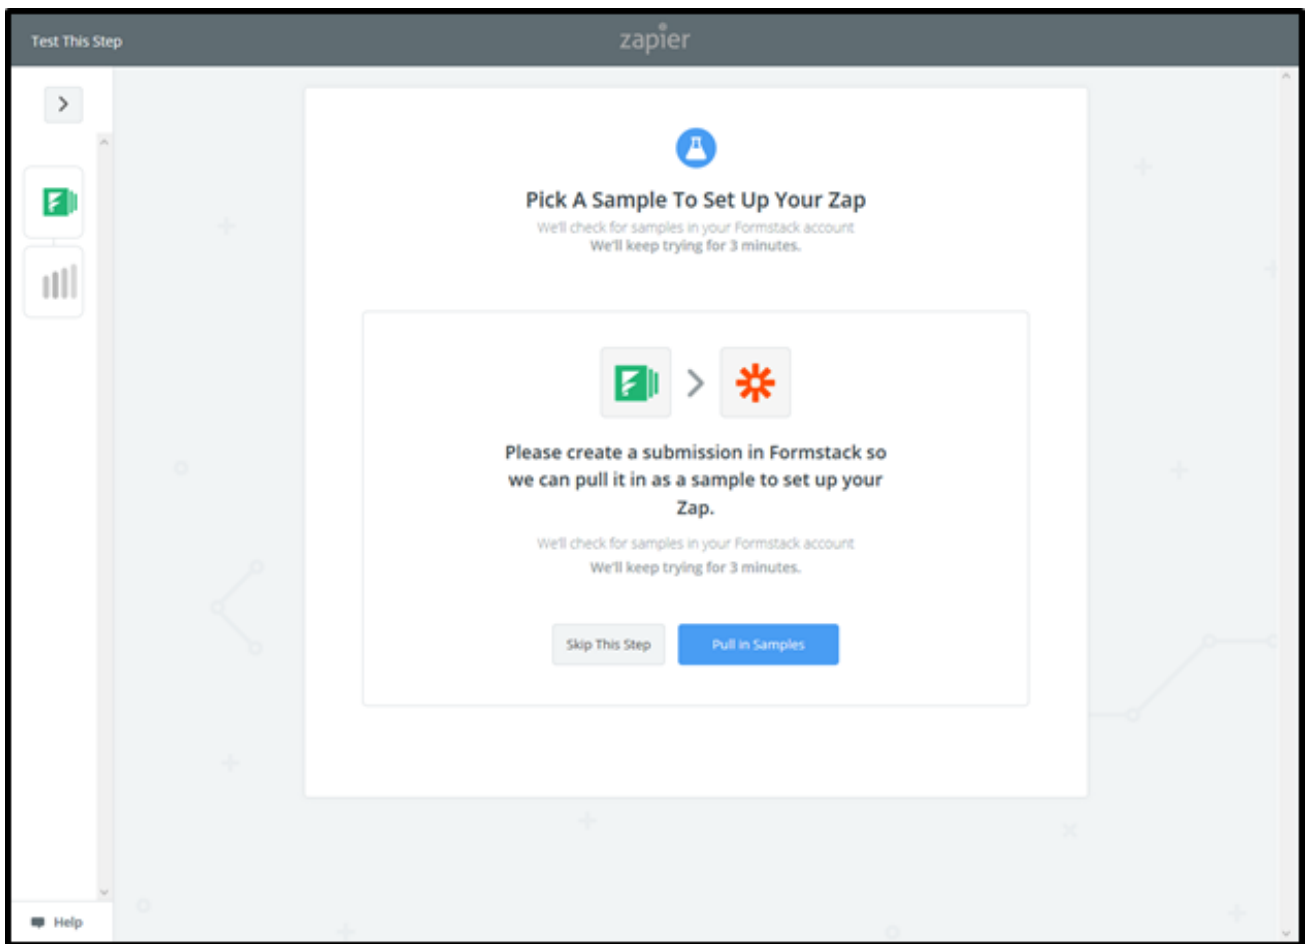 Test This Step
zapier
Pick A Sample To Set Up Your Zap
We'll check for samples in your Formstack account
We'll keep trying for 3 minutes.
Please create a submission in Formstack so
we can pull it in as a sample to set up your
Zap.
We'll check for samples in your Formstack account
We'll keep trying for 3 minutes.
Skip This Step
Pull in Samples
Help